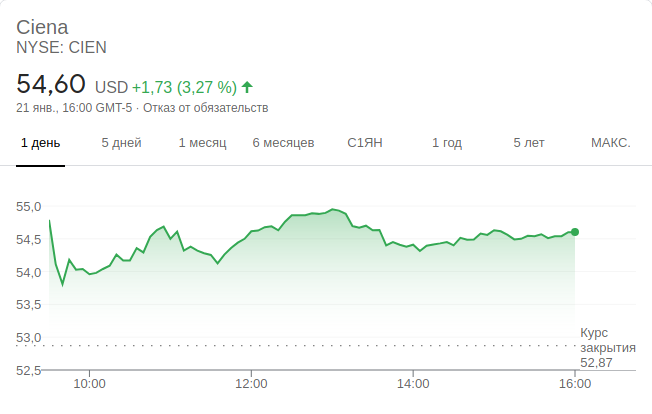 Ciena
NYSE: CIEN
54,60 USD +1,73 (3,27 %)
21 янв., 16:00 GMT-5 · Отказ от обязательств
1 день 5 дней 1 месяц 6 месяцев С1ЯН 1 год 5 лет МАКС.
55,0
54,5
54,0
53,5
53,0
52,5
Курс
закрытия
52,87
10:00 12:00 14:00 16:00